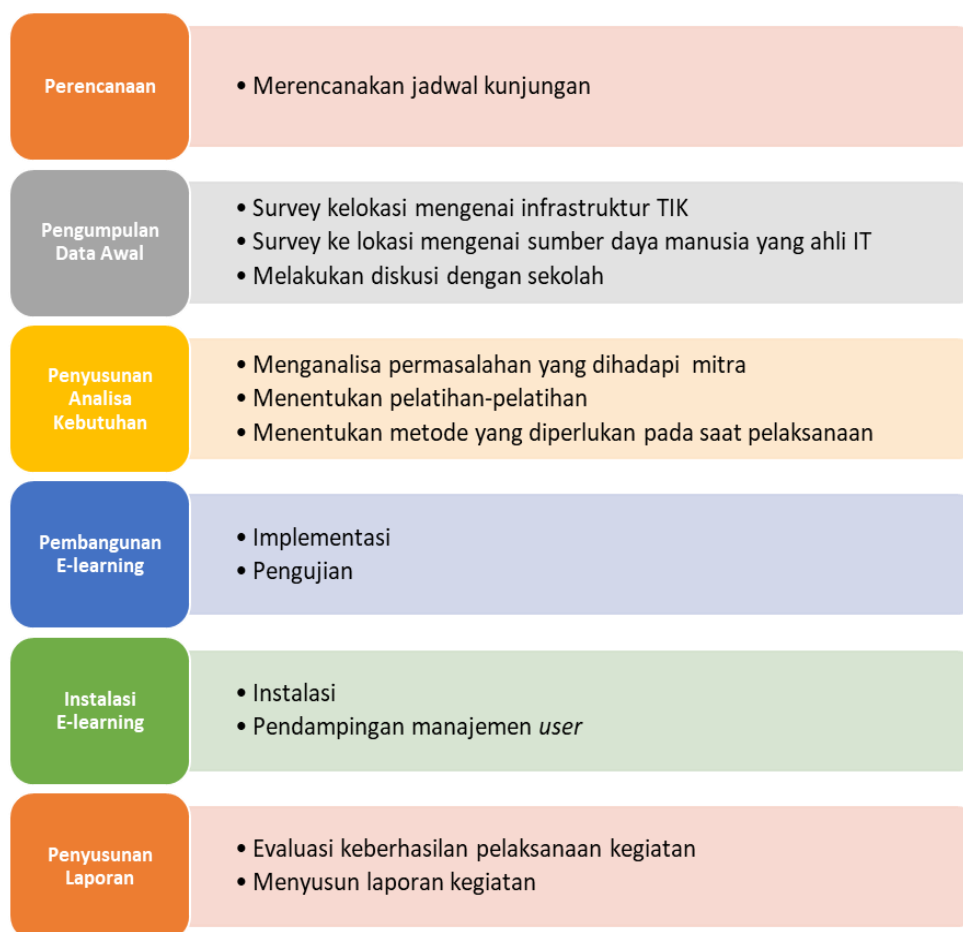 Perencanaan
• Merencanakan jadwal kunjungan
Pengumpulan
Data Awal
• Survey kelokasi mengenai infrastruktur TIK
• Survey ke lokasi mengenai sumber daya manusia yang ahli IT
• Melakukan diskusi dengan sekolah
Penyusunan
Analisa
Kebutuhan
• Menganalisa permasalahan yang dihadapi  mitra
• Menentukan pelatihan-pelatihan
• Menentukan metode yang diperlukan pada saat pelaksanaan
Pembangunan
E-learning
• Implementasi
• Pengujian
Instalasi
E-learning
• Instalasi
• Pendampingan manajemen user
Penyusunan
Laporan
• Evaluasi keberhasilan pelaksanaan kegiatan
• Menyusun laporan kegiatan